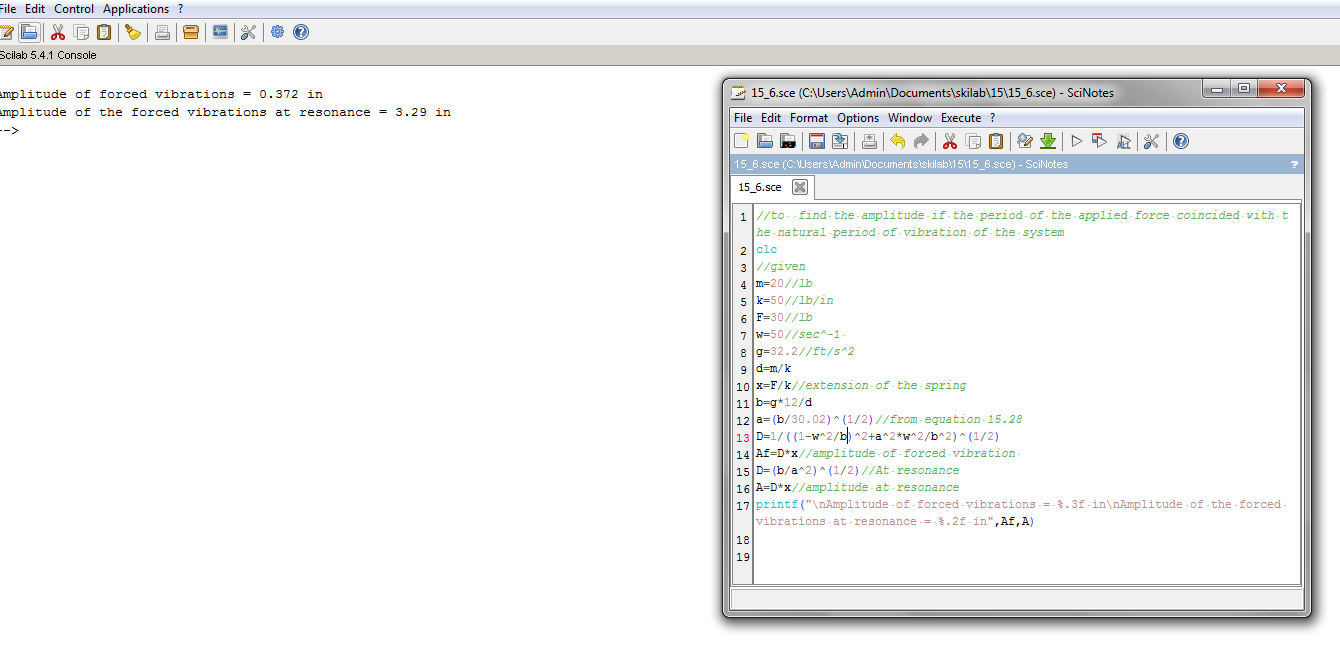 File Edit Control Applications ?
Scilab 5.4.1 Console
Amplitude of forced vibrations = 0.372 in
Amplitude of the forced vibrations at resonance = 3.29 in
-->
15_6.sce (C:\Users\Admin\Documents\skilab\15\15_6.sce) - SciNotes
File Edit Format Options Window Execute ?
15_6.sce (C:\Users\Admin\Documents\skilab\15\15_6.sce) - SciNotes ?
15_6.sce
1 //to  find the amplitude if the period of the applied force coincided with t
he natural period of vibration of the system
2 clc
3 //given
4 m=20//lb
5 k=50//lb/in
6 F=30//lb
7 w=50//sec^-1
8 g=32.2//ft/s^2
9 d=m/k
10 x=F/k//extension of the spring
11 b=g*12/d
12 a=(b/30.02)^(1/2)//from equation 15.28
13 D=1/((1-w^2/b)^2+a^2*w^2/b^2)^(1/2)
14 Af=D*x//amplitude of forced vibration
15 D=(b/a^2)^(1/2)//At resonance
16 A=D*x//amplitude at resonance
17 printf("\nAmplitude of forced vibrations = %.3f in\nAmplitude of the forced
vibrations at resonance = %.2f in",Af,A)
18
19